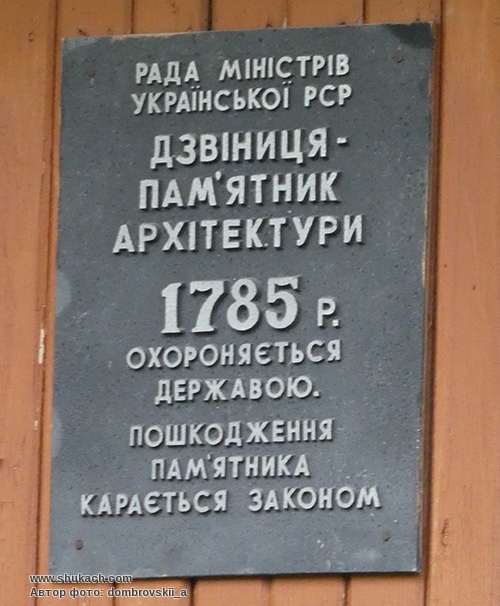 РАДА МІНІСТРІВ
УКРАЇНСЬКОЇ РСР
ДЗВІНИЦЯ-
ПАМ'ЯТНИК
АРХІТЕКТУРИ
1785 Р.
ОХОРОНЯЄТЬСЯ
ДЕРЖАВОЮ.
ПОШКОДЖЕННЯ
ПАМ'ЯТНИКА
КАРАЄТЬСЯ ЗАКОНОМ
www.shukach.com
Автор фото: dombrovskii_a